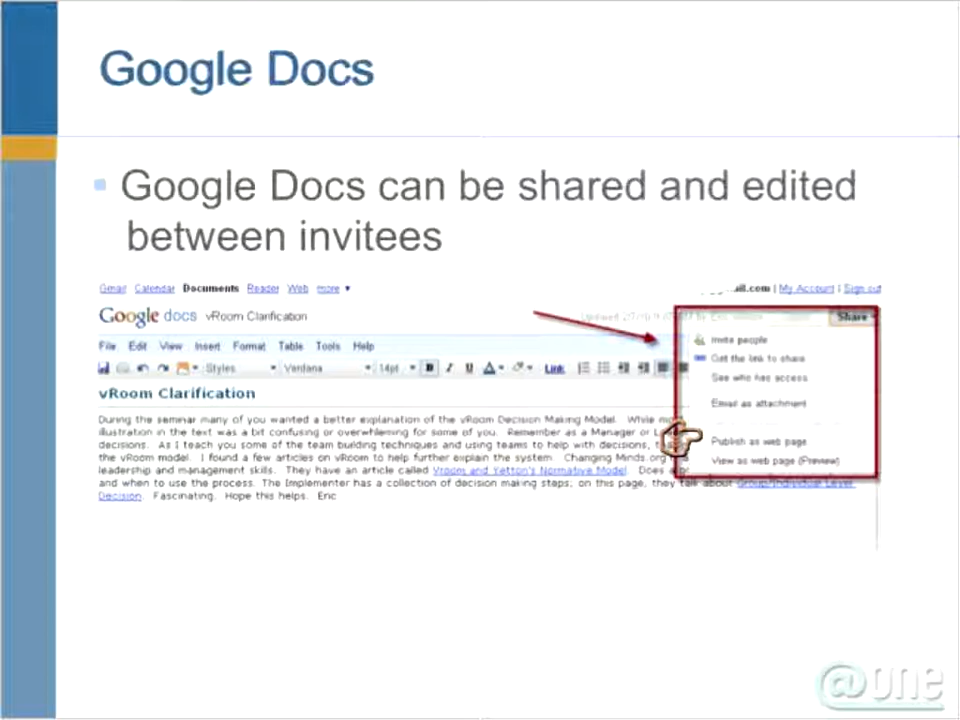 Google Docs
Google Docs can be shared and edited
between invitees
Gmail Calendar Documents Reader Web more ▾ ail.com | My Account | Sign out
Google docs vRoom Clarification Updated by Eric Share
File Edit View Insert Format Table Tools Help
Styles Verdana 14pt B I U A Link
Invite people
Get the link to share
See who has access
Email as attachment
Publish as web page
View as web page (Preview)
vRoom Clarification
During the seminar many of you wanted a better explanation of the vRoom Decision Making Model. While
illustration in the text was a bit confusing or overwhelming for some of you. Remember as a Manager or
decisions. As I teach you some of the team building techniques and using teams to help with decisions,
the vRoom model. I found a few articles on vRoom to help further explain the system. Changing Minds.org
leadership and management skills. They have an article called Vroom and Yetton's Normative Model. Does
and when to use the process. The Implementer has a collection of decision making steps; on this page, they talk about Group/Individual Level
Decision. Fascinating. Hope this helps. Eric
@one